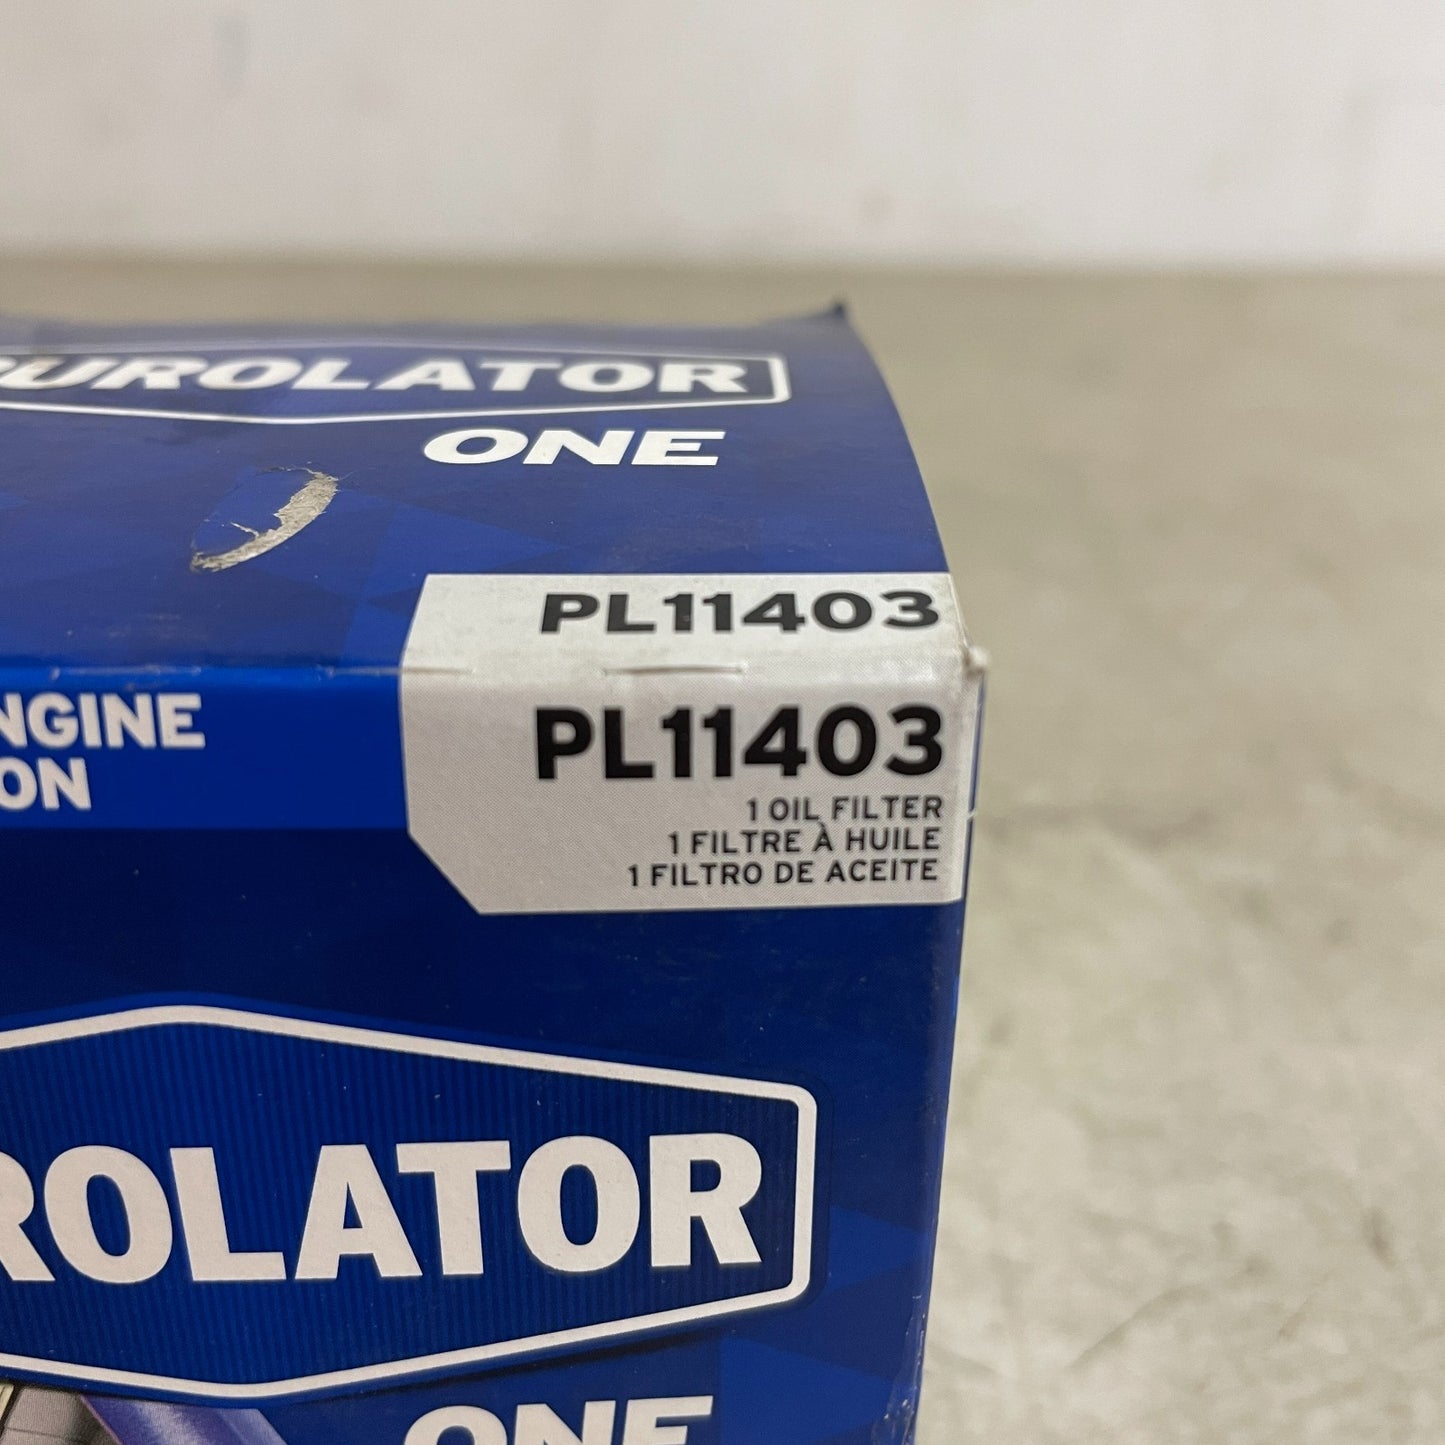 PUROLATOR
ONE
PL11403
NGINE
ON
PL11403
1 OIL FILTER
1 FILTRE À HUILE
1 FILTRO DE ACEITE
ROLATOR
ONE